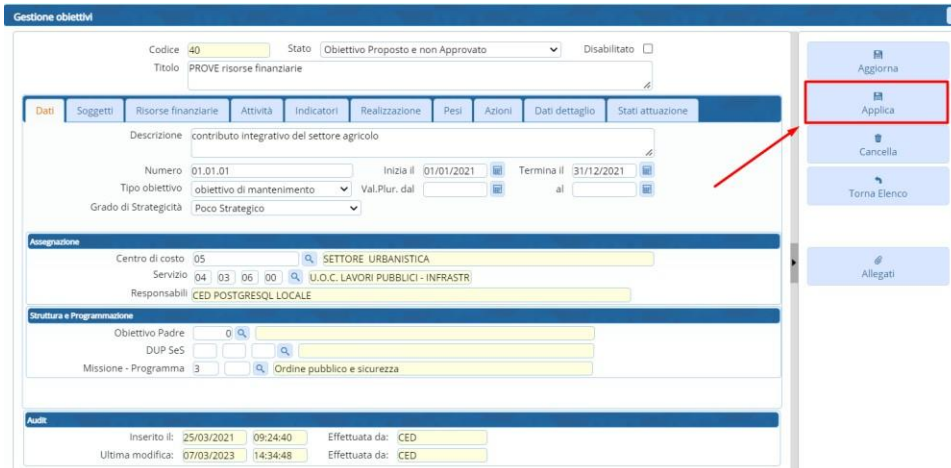 Gestione obiettivi
Codice 40 Stato Obiettivo Proposto e non Approvato Disabilitato
Titolo PROVE risorse finanziarie
Dati Soggetti Risorse finanziarie Attività Indicatori Realizzazione Pesi Azioni Dati dettaglio Stati attuazione
Descrizione contributo integrativo del settore agricolo
Numero 01.01.01 Inizia il 01/01/2021 Termina il 31/12/2021
Tipo obiettivo obiettivo di mantenimento Val.Plur. dal al
Grado di Strategicità Poco Strategico
Assegnazione
Centro di costo 05 SETTORE URBANISTICA
Servizio 04 03 06 00 U.O.C. LAVORI PUBBLICI - INFRASTR
Responsabili CED POSTGRESQL LOCALE
Struttura e Programmazione
Obiettivo Padre 0
DUP SeS
Missione - Programma 3 Ordine pubblico e sicurezza
Audit
Inserito il: 25/03/2021 09:24:40 Effettuata da: CED
Ultima modifica: 07/03/2023 14:34:48 Effettuata da: CED
Aggiorna
Applica
Cancella
Torna Elenco
Allegati